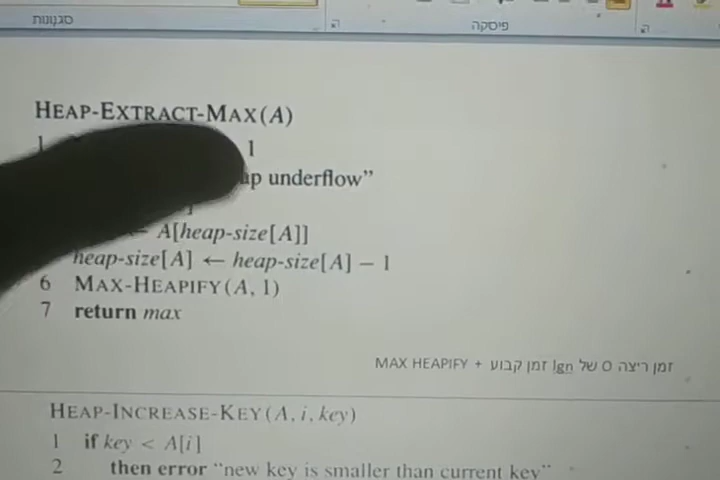 סגנונות
פיסקה
HEAP-EXTRACT-MAX(A)
1 1
underflow”
← A[heap-size[A]]
heap-size[A] ← heap-size[A] − 1
6 MAX-HEAPIFY(A, 1)
7 return max
זמן ריצה O של lgn זמן קבוע + MAX HEAPIFY
HEAP-INCREASE-KEY(A, i, key)
1 if key < A[i]
2 then error “new key is smaller than current key”